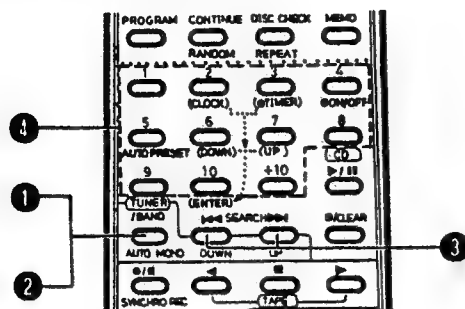 PROGRAM CONTINUE DISC CHECK MEMO
RANDOM REPEAT
1 2 3 4
(CLOCK) (⊕TIMER) ⊕ON/OFF
4
5 6 7 8
AUTO PRESET (DOWN) (UP) CD
9 10 +10 ▷/II
TUNER (ENTER)
1
/BAND ⏮ SEARCH ⏭ /CLEAR
AUTO MONO DOWN UP 3
2
SYNCHRO REC TAPE